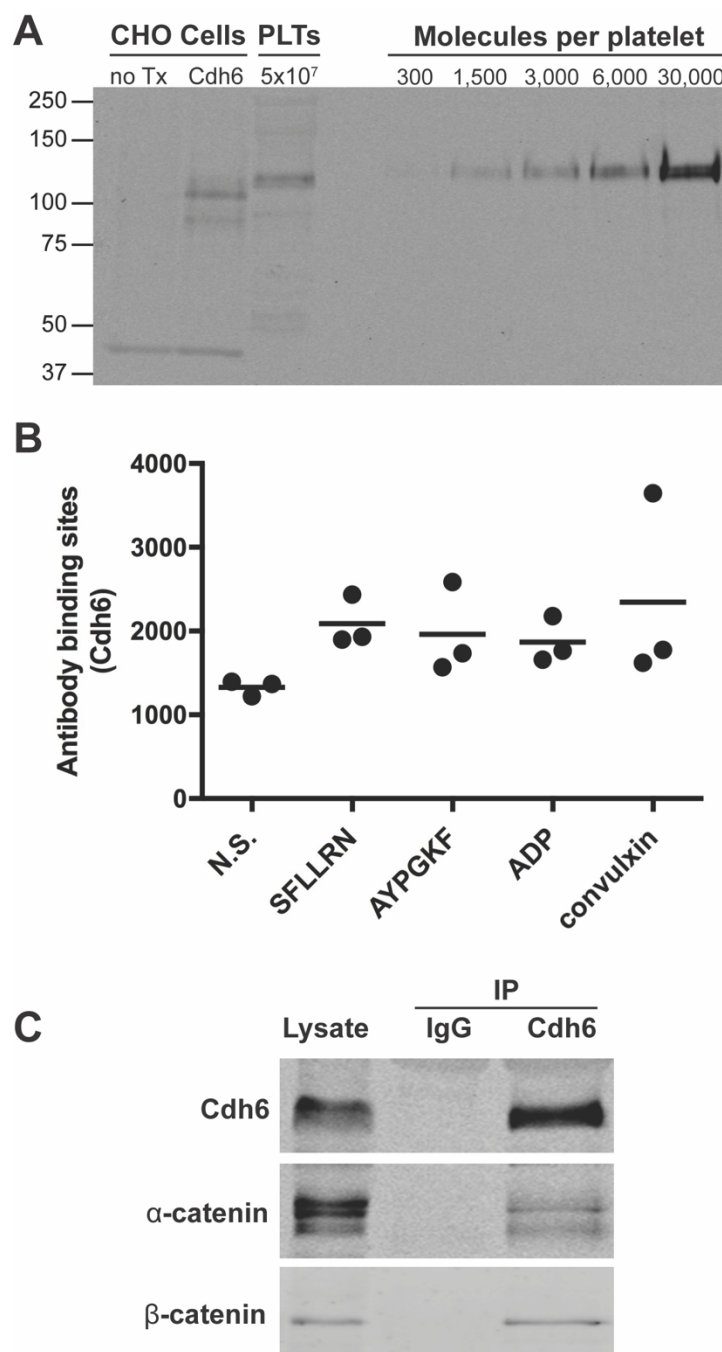 A
CHO Cells PLTs Molecules per platelet
no Tx Cdh6 5x10⁷ 300 1,500 3,000 6,000 30,000
250
150
100
75
50
37
B
Antibody binding sites
(Cdh6)
4000
3000
2000
1000
0
N.S.
SFLLRN
AYPGKF
ADP
convulxin
C
IP
Lysate IgG Cdh6
Cdh6
α-catenin
β-catenin